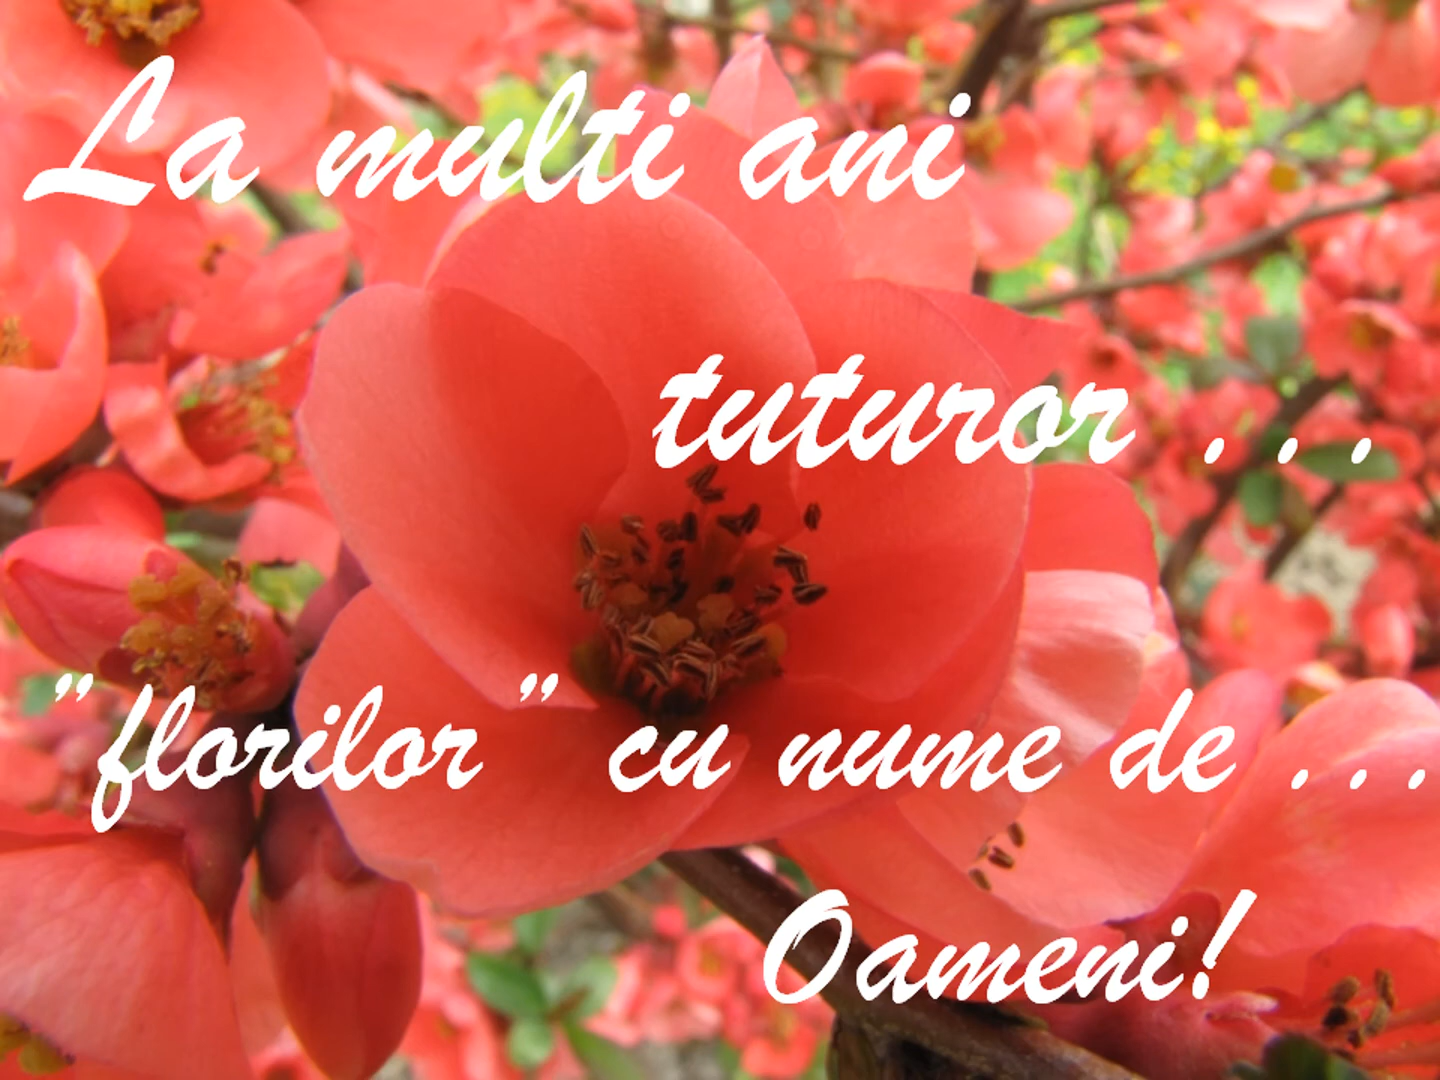 La multi ani
tuturor . . .
"florilor" cu nume de . . .
Oameni!